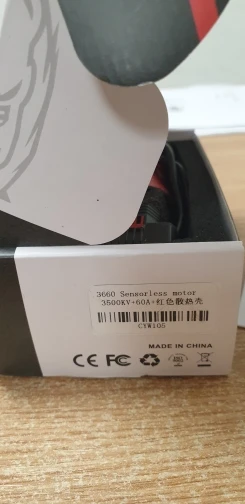 3660 Sensorless motor
3500KV+60A+红色散热壳
CYW105
MADE IN CHINA
CE FC